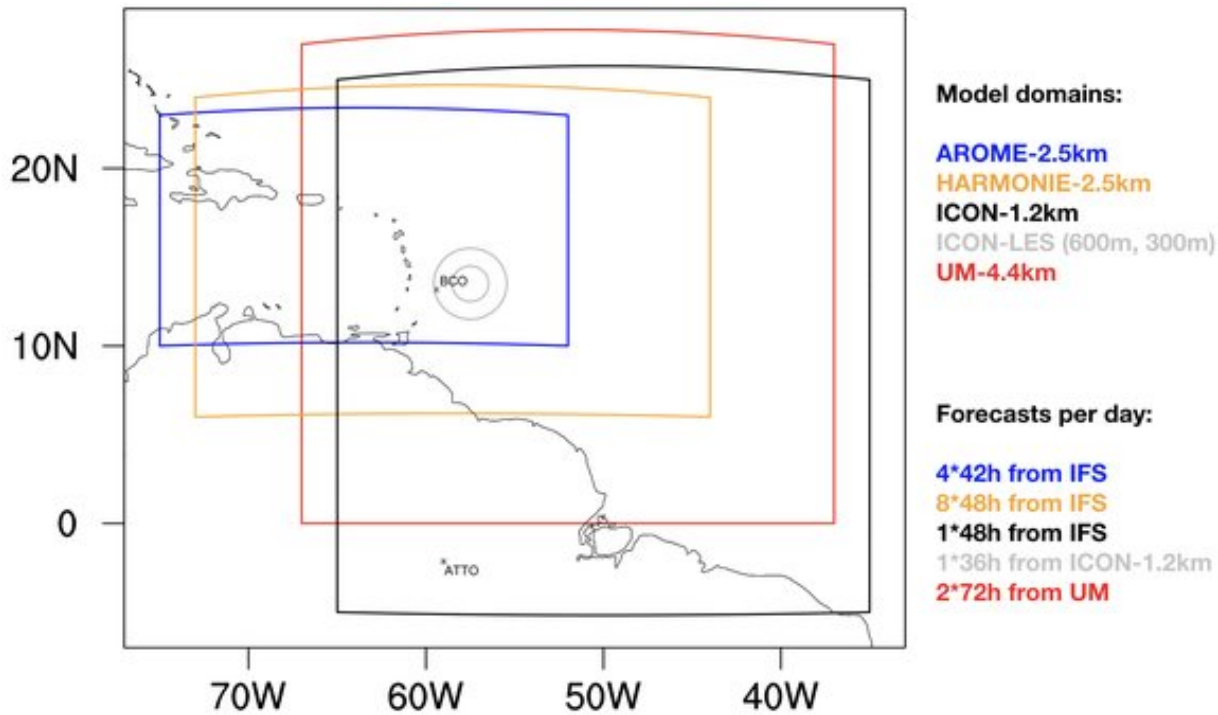 Model domains:
AROME-2.5km
HARMONIE-2.5km
ICON-1.2km
ICON-LES (600m, 300m)
UM-4.4km
Forecasts per day:
4*42h from IFS
8*48h from IFS
1*48h from IFS
1*36h from ICON-1.2km
2*72h from UM
20N
10N
0
BCO
ATTO
70W
60W
50W
40W